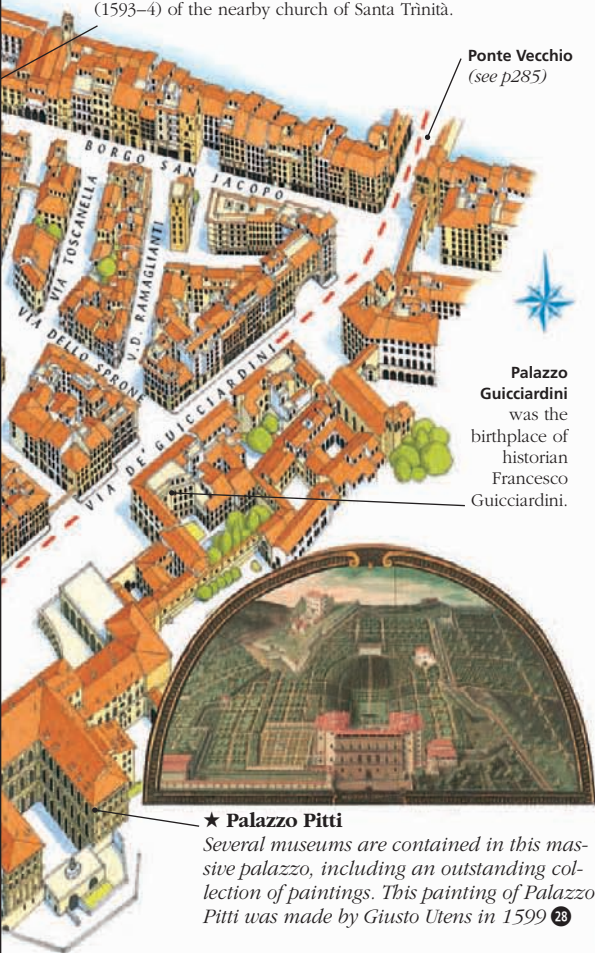 (1593–4) of the nearby church of Santa Trìnità.
Ponte Vecchio
(see p285)
BORGO SAN JACOPO
VIA TOSCANELLA
V.D. RAMAGLIANTI
VIA DELLO SPRONE
VIA DE' GUICCIARDINI
Palazzo
Guicciardini
was the
birthplace of
historian
Francesco
Guicciardini.
★ Palazzo Pitti
Several museums are contained in this mas-
sive palazzo, including an outstanding col-
lection of paintings. This painting of Palazzo
Pitti was made by Giusto Utens in 1599 28